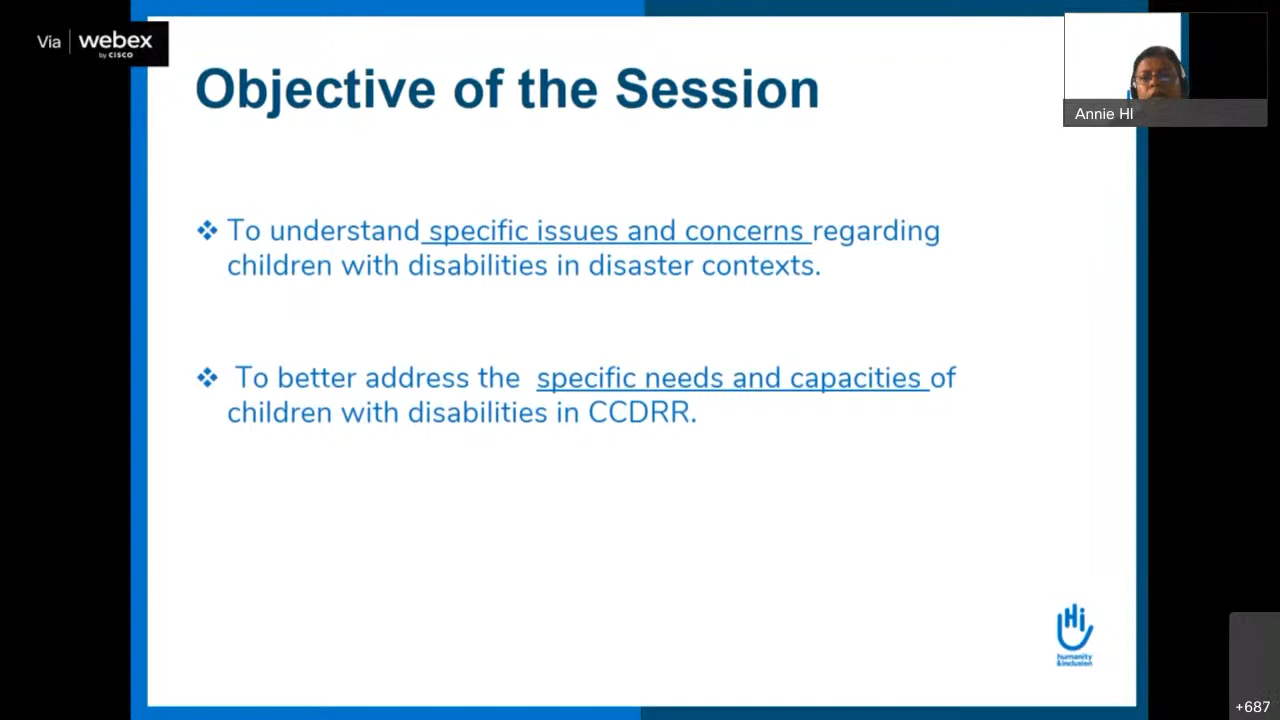 Via webex
by CISCO
Objective of the Session
Annie HI
❖ To understand specific issues and concerns regarding
children with disabilities in disaster contexts.
❖ To better address the specific needs and capacities of
children with disabilities in CCDRR.
Hi
humanity
&inclusion
+687